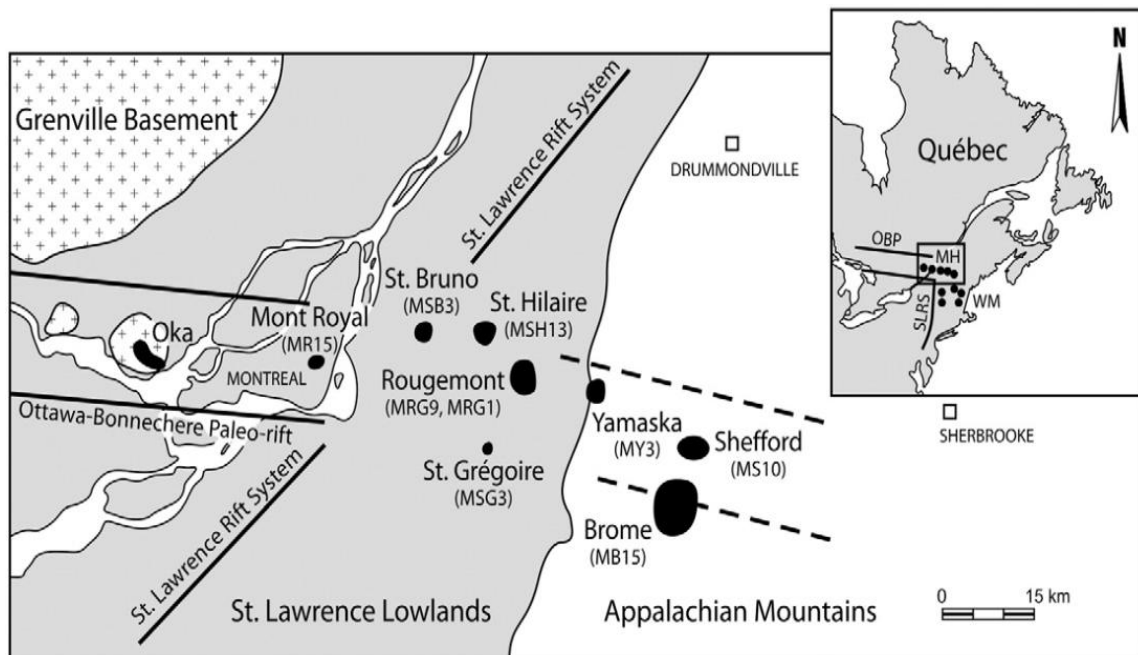 Grenville Basement
St. Lawrence Rift System
DRUMMONDVILLE
N
Québec
OBP
MH
SLRS
WM
St. Bruno
(MSB3)
St. Hilaire
(MSH13)
Mont Royal
(MR15)
Oka
MONTREAL
Rougemont
(MRG9, MRG1)
Ottawa-Bonnechere Paleo-rift
Yamaska
(MY3)
Shefford
(MS10)
SHERBROOKE
St. Grégoire
(MSG3)
St. Lawrence Rift System
Brome
(MB15)
St. Lawrence Lowlands
Appalachian Mountains
0 15 km